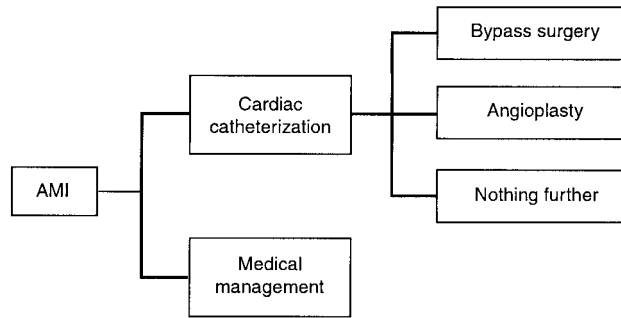 Bypass surgery
Cardiac
catheterization
Angioplasty
AMI
Nothing further
Medical
management